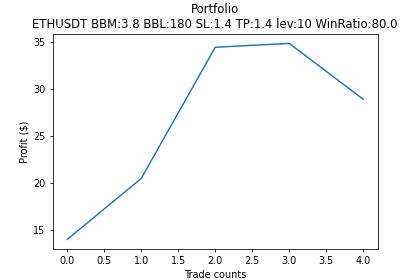 Portfolio
ETHUSDT BBM:3.8 BBL:180 SL:1.4 TP:1.4 lev:10 WinRatio:80.0
35
30
25
20
15
Profit ($)
0.0 0.5 1.0 1.5 2.0 2.5 3.0 3.5 4.0
Trade counts